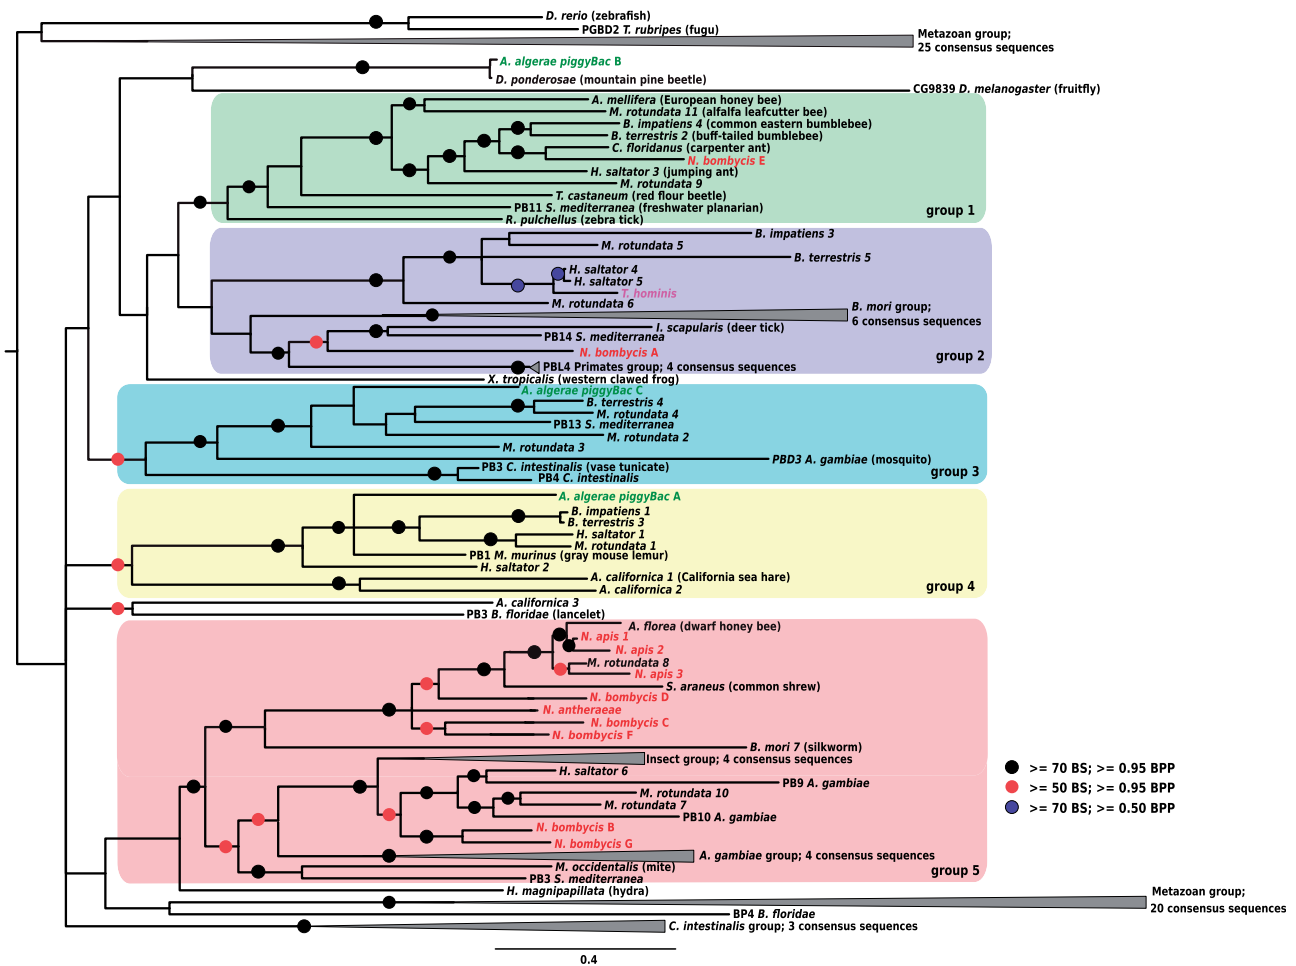 D. rerio (zebrafish)
PGBD2 T. rubripes (fugu)
Metazoan group;
25 consensus sequences
A. algerae piggyBac B
D. ponderosae (mountain pine beetle)
CG9839 D. melanogaster (fruitfly)
A. mellifera (European honey bee)
M. rotundata 11 (alfalfa leafcutter bee)
B. impatiens 4 (common eastern bumblebee)
B. terrestris 2 (buff-tailed bumblebee)
C. floridanus (carpenter ant)
N. bombycis E
H. saltator 3 (jumping ant)
M. rotundata 9
T. castaneum (red flour beetle)
PB11 S. mediterranea (freshwater planarian)
group 1
R. pulchellus (zebra tick)
B. impatiens 3
M. rotundata 5
B. terrestris 5
H. saltator 4
H. saltator 5
T. hominis
M. rotundata 6
B. mori group;
6 consensus sequences
I. scapularis (deer tick)
PB14 S. mediterranea
N. bombycis A
group 2
PBL4 Primates group; 4 consensus sequences
X. tropicalis (western clawed frog)
A. algerae piggyBac C
B. terrestris 4
M. rotundata 4
PB13 S. mediterranea
M. rotundata 2
M. rotundata 3
PBD3 A. gambiae (mosquito)
PB3 C. intestinalis (vase tunicate)
group 3
PB4 C. intestinalis
A. algerae piggyBac A
B. impatiens 1
B. terrestris 3
H. saltator 1
M. rotundata 1
PB1 M. murinus (gray mouse lemur)
H. saltator 2
A. californica 1 (California sea hare)
group 4
A. californica 2
A. californica 3
PB3 B. floridae (lancelet)
A. florea (dwarf honey bee)
N. apis 1
N. apis 2
M. rotundata 8
N. apis 3
S. araneus (common shrew)
N. bombycis D
N. antheraeae
N. bombycis C
N. bombycis F
B. mori 7 (silkworm)
Insect group; 4 consensus sequences
H. saltator 6
PB9 A. gambiae
M. rotundata 10
M. rotundata 7
PB10 A. gambiae
N. bombycis B
N. bombycis G
A. gambiae group; 4 consensus sequences
M. occidentalis (mite)
group 5
PB3 S. mediterranea
H. magnipapillata (hydra)
Metazoan group;
20 consensus sequences
BP4 B. floridae
C. intestinalis group; 3 consensus sequences
>= 70 BS; >= 0.95 BPP
>= 50 BS; >= 0.95 BPP
>= 70 BS; >= 0.50 BPP
0.4